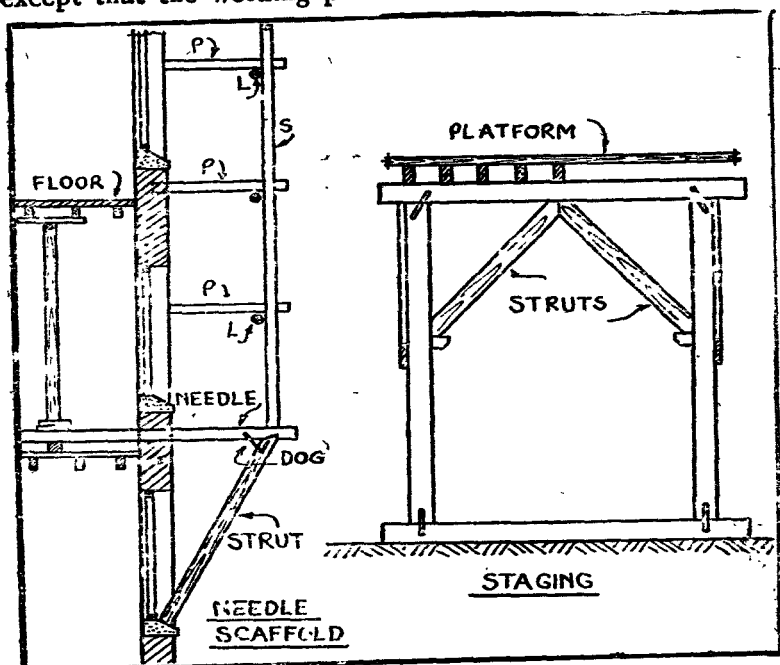 except that the working p
P
L
S
PLATFORM
FLOOR
P
P
STRUTS
L
NEEDLE
DOG
STRUT
STAGING
NEEDLE
SCAFFOLD